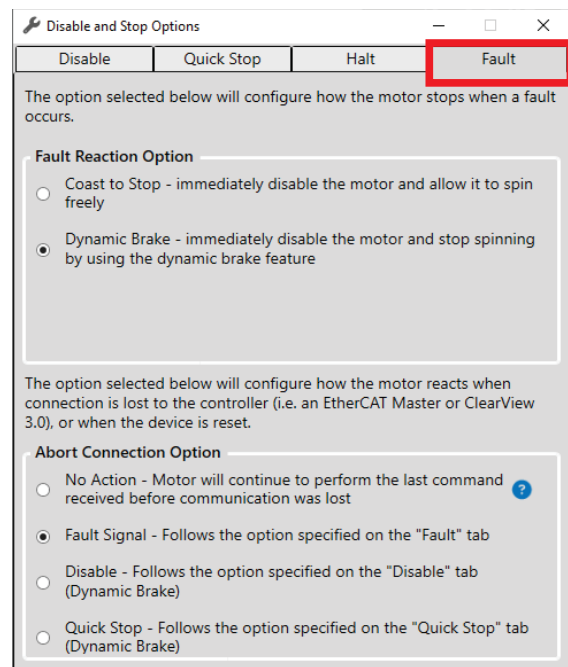 Disable and Stop Options
Disable Quick Stop Halt Fault
The option selected below will configure how the motor stops when a fault
occurs.
Fault Reaction Option
Coast to Stop - immediately disable the motor and allow it to spin
freely
Dynamic Brake - immediately disable the motor and stop spinning
by using the dynamic brake feature
The option selected below will configure how the motor reacts when
connection is lost to the controller (i.e. an EtherCAT Master or ClearView
3.0), or when the device is reset.
Abort Connection Option
No Action - Motor will continue to perform the last command
received before communication was lost
?
Fault Signal - Follows the option specified on the "Fault" tab
Disable - Follows the option specified on the "Disable" tab
(Dynamic Brake)
Quick Stop - Follows the option specified on the "Quick Stop" tab
(Dynamic Brake)